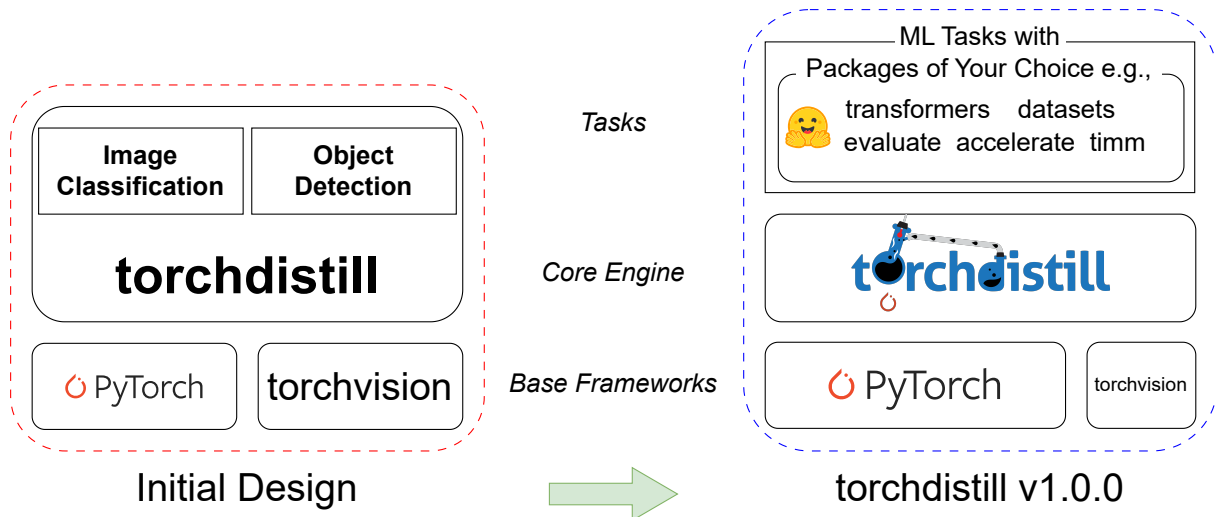 Image
Classification
Object
Detection
torchdistill
PyTorch
torchvision
Initial Design
Tasks
Core Engine
Base Frameworks
ML Tasks with
Packages of Your Choice e.g.,
transformers datasets
evaluate accelerate timm
torchdistill
PyTorch
torchvision
torchdistill v1.0.0